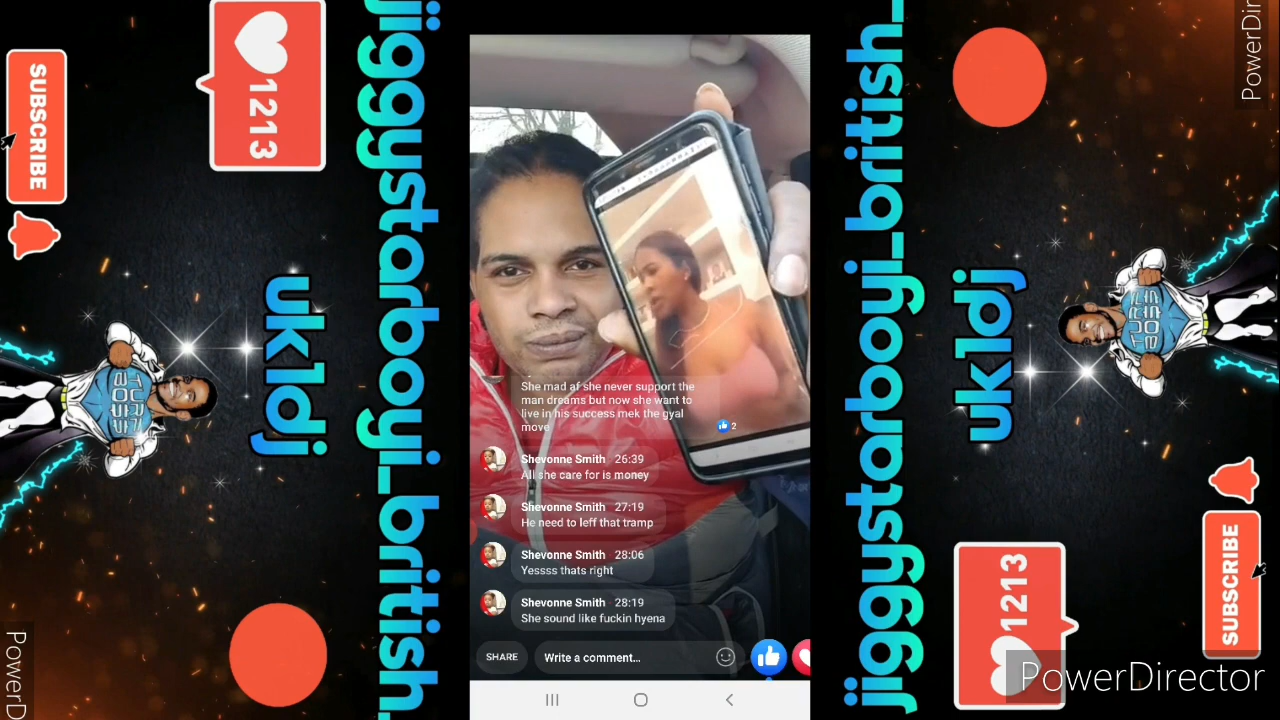 SUBSCRIBE
1213
jiggystarboyi_british_
uk1dj
She mad af she never support the
man dreams but now she want to
live in his success mek the gyal
move
2
Shevonne Smith 26:39
All she care for is money
Shevonne Smith 27:19
He need to leff that tramp
Shevonne Smith 28:06
Yessss thats right
Shevonne Smith 28:19
She sound like fuckin hyena
SHARE
Write a comment...
jiggystarboyi_british_
uk1dj
1213
SUBSCRIBE
PowerDir
PowerD
PowerDirector